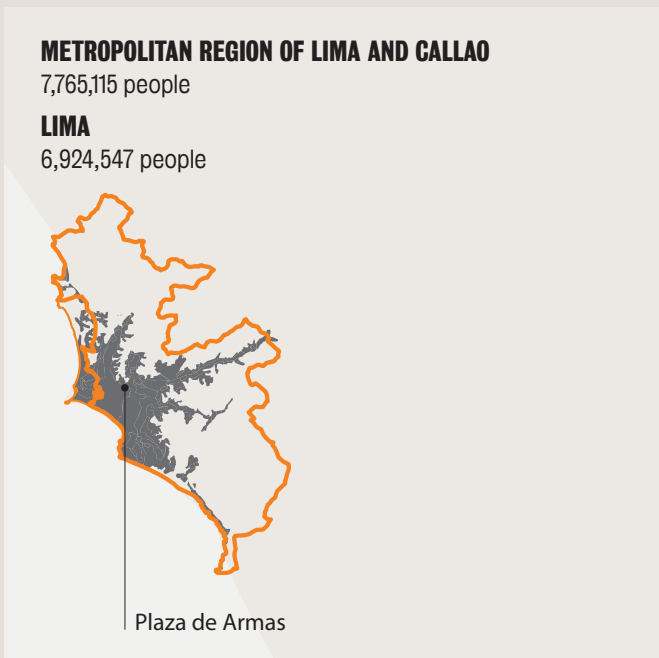 METROPOLITAN REGION OF LIMA AND CALLAO
7,765,115 people
LIMA
6,924,547 people
Plaza de Armas